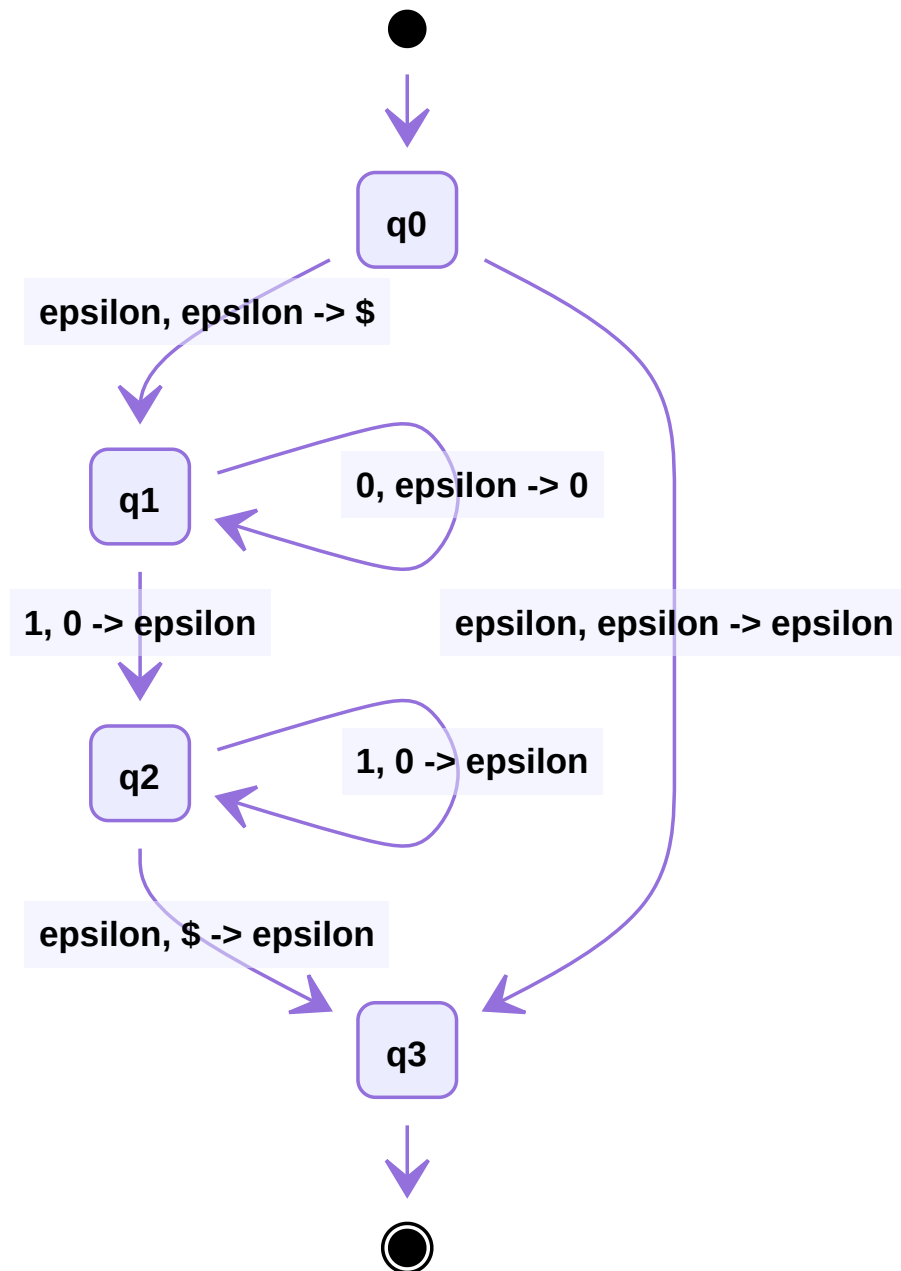 q0
epsilon, epsilon -> $
q1
0, epsilon -> 0
1, 0 -> epsilon
epsilon, epsilon -> epsilon
q2
1, 0 -> epsilon
epsilon, $ -> epsilon
q3